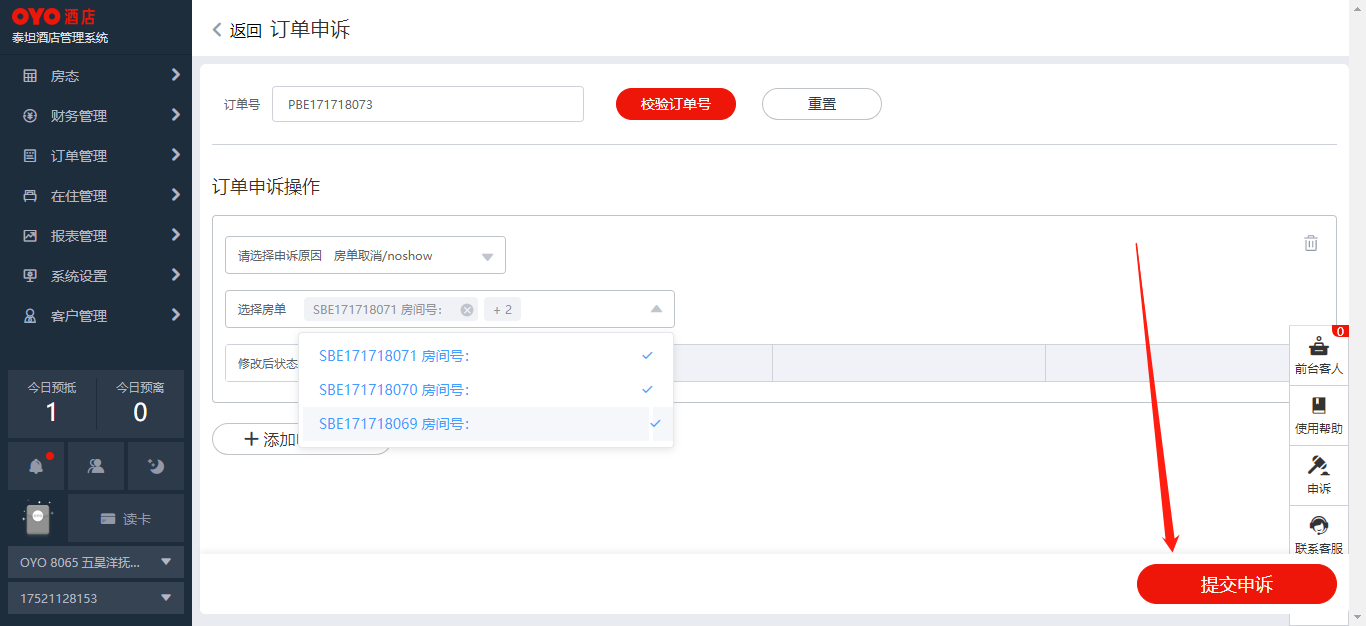 OYO 酒店
泰坦酒店管理系统
房态
财务管理
订单管理
在住管理
报表管理
系统设置
客户管理
今日预抵
今日预离
1
0
读卡
OYO 8065 五昊洋抚...
17521128153
返回 订单申诉
订单号 PBE171718073 校验订单号 重置
订单申诉操作
请选择申诉原因 房单取消/noshow
选择房单 SBE171718071 房间号: + 2
SBE171718071 房间号:
SBE171718070 房间号:
SBE171718069 房间号:
修改后状态
添加
0
前台客人
使用帮助
申诉
联系客服
提交申诉